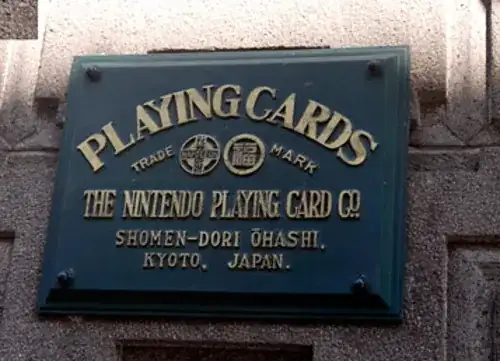 PLAYING CARDS
TRADE 福 MARK
THE NINTENDO PLAYING CARD CO.
SHOMEN-DORI ŌHASHI,
KYOTO, JAPAN.